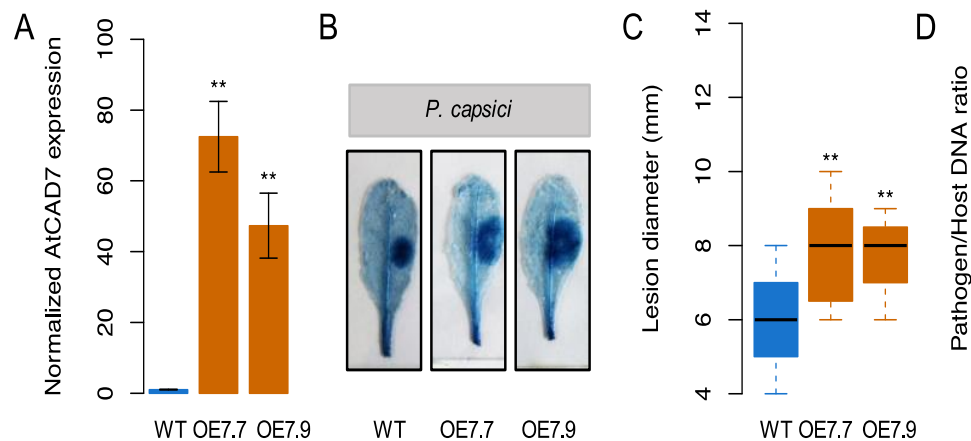 A
Normalized AtCAD7 expression
100
80
60
40
20
0
**
**
WT OE7.7 OE7.9
B
P. capsici
WT OE7.7 OE7.9
C
Lesion diameter (mm)
14
12
10
8
6
4
**
**
WT OE7.7 OE7.9
D
Pathogen/Host DNA ratio